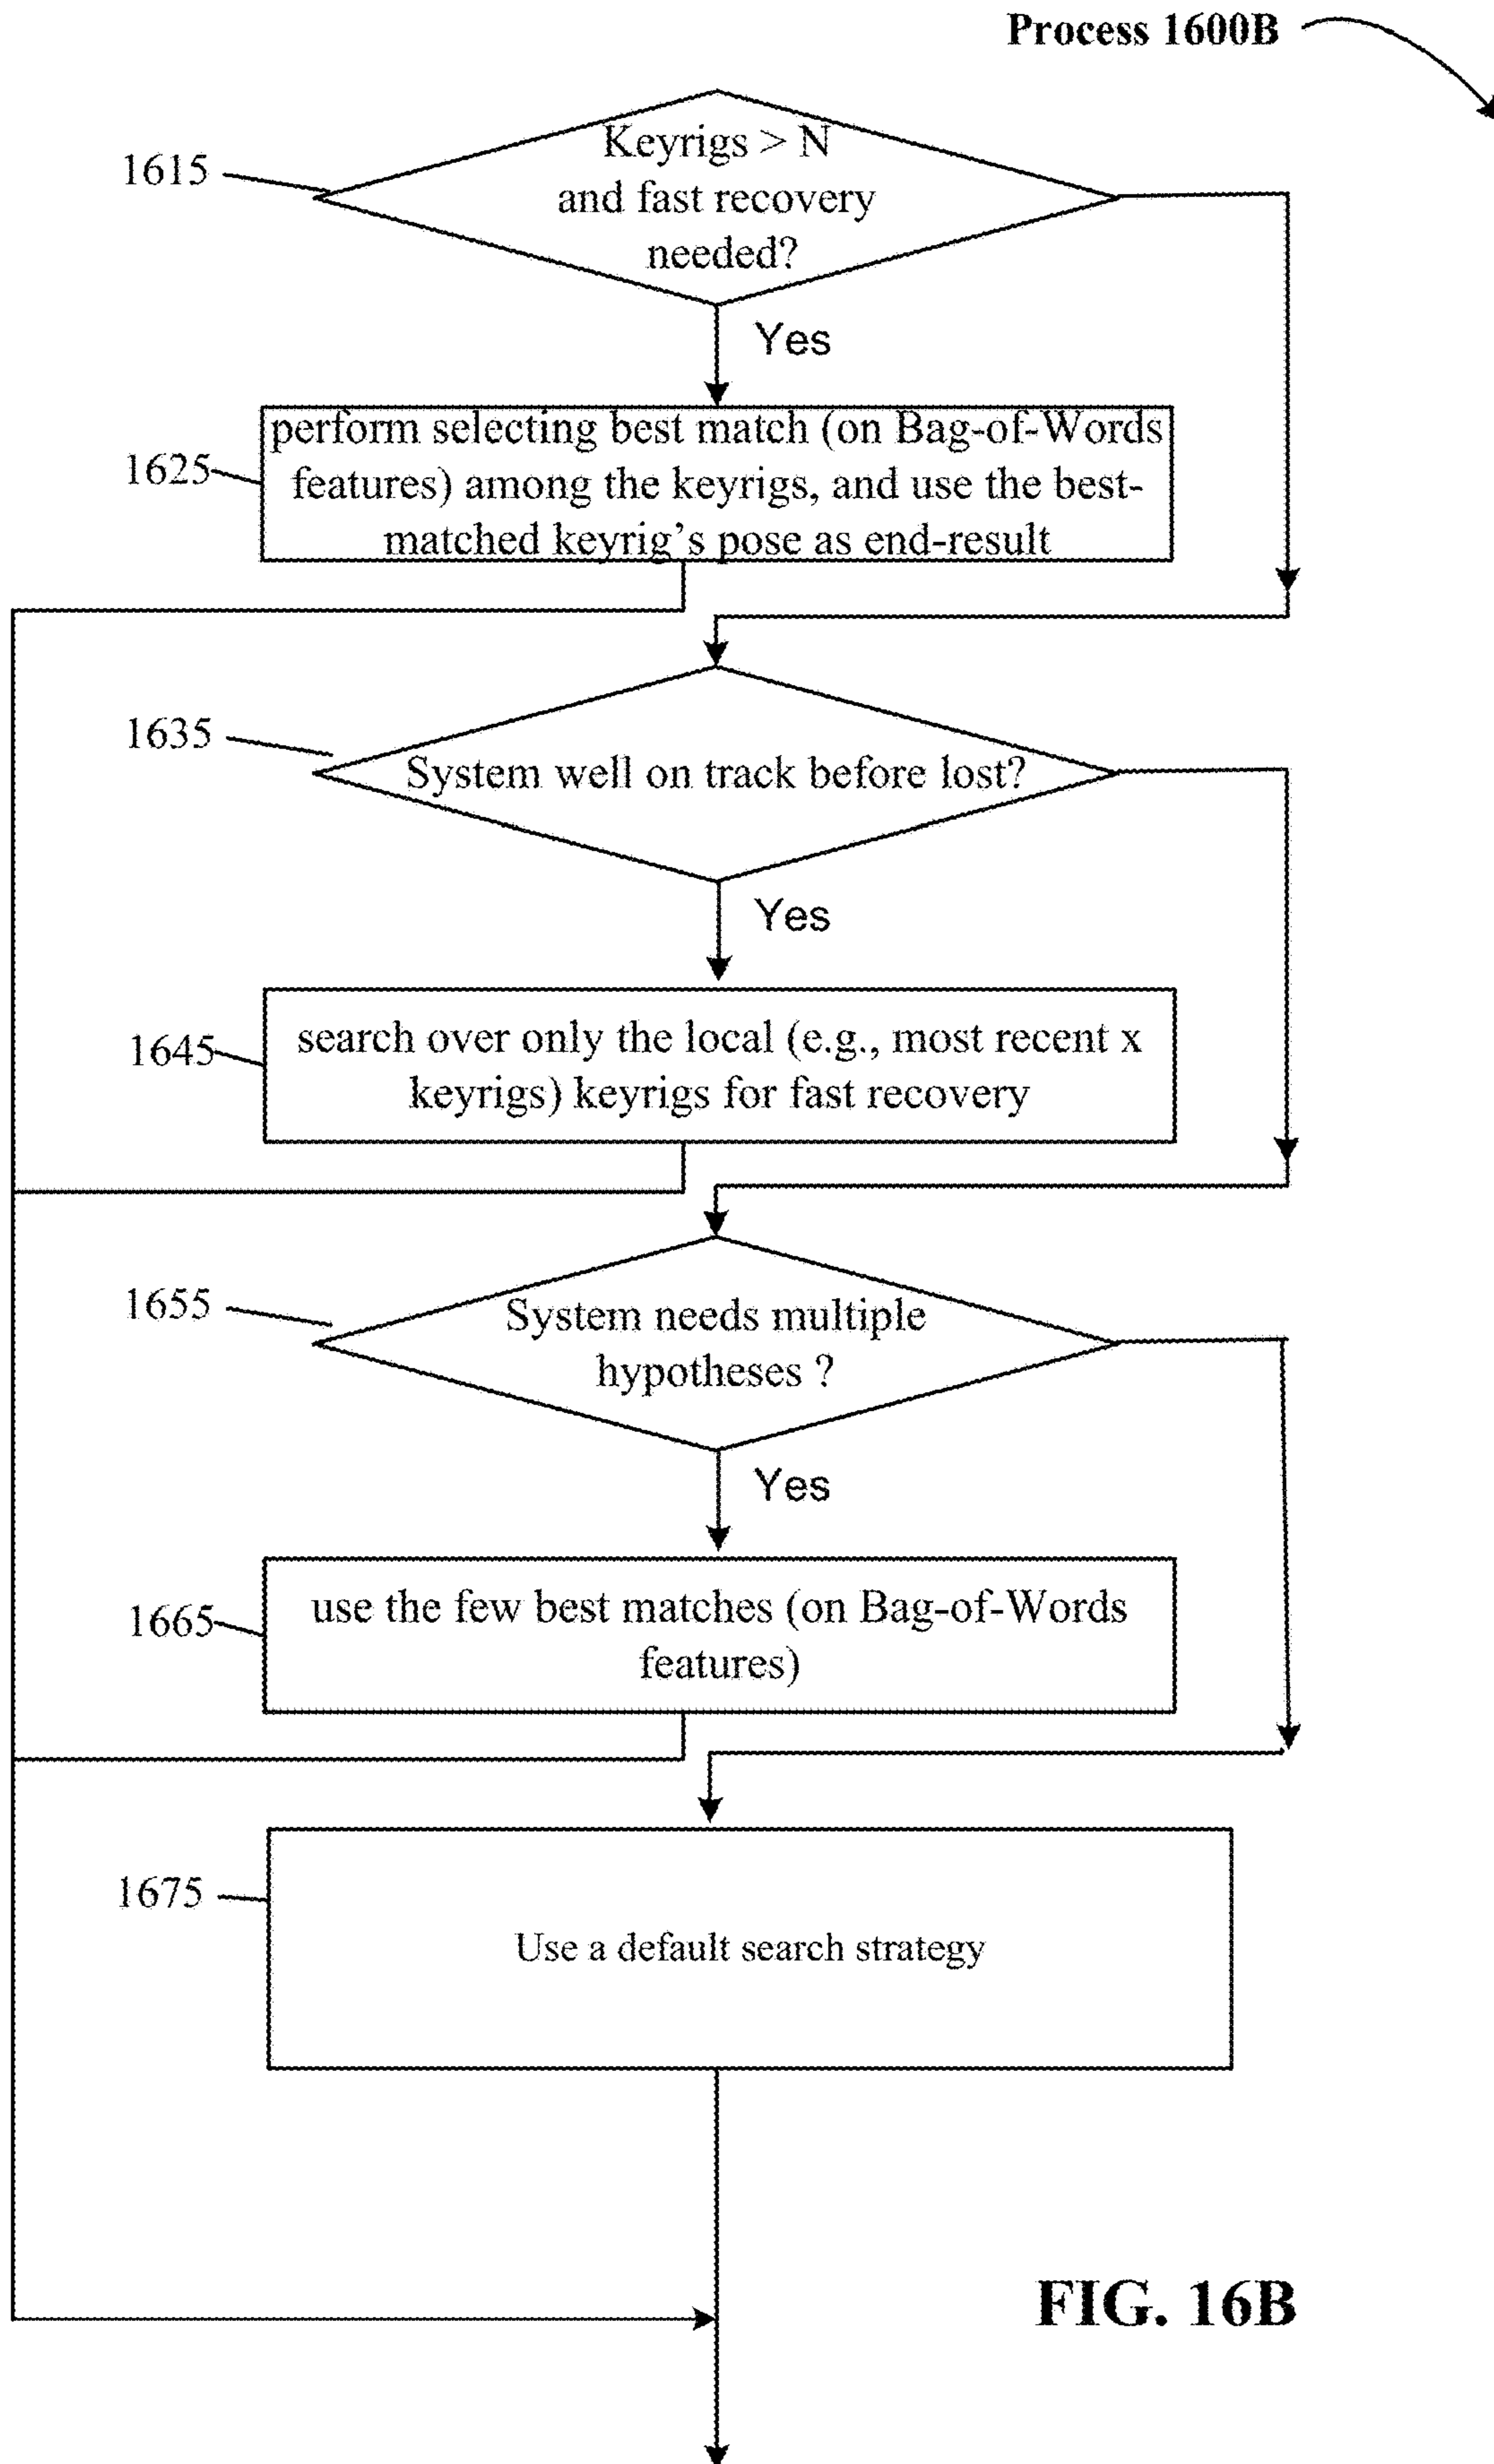 Process 1600B
Keyrigs > N
1615
and fast recovery
needed?
Yes
perform selecting best match (on Bag-of-Words
1625
features) among the keyrigs, and use the best-
matched keyrig's pose as end-result
1635
System well on track before lost?
Yes
1645
search over only the local (e.g., most recent x
keyrigs) keyrigs for fast recovery
1655
System needs multiple
hypotheses ?
Yes
1665
use the few best matches (on Bag-of-Words
features)
1675
Use a default search strategy
FIG. 16B